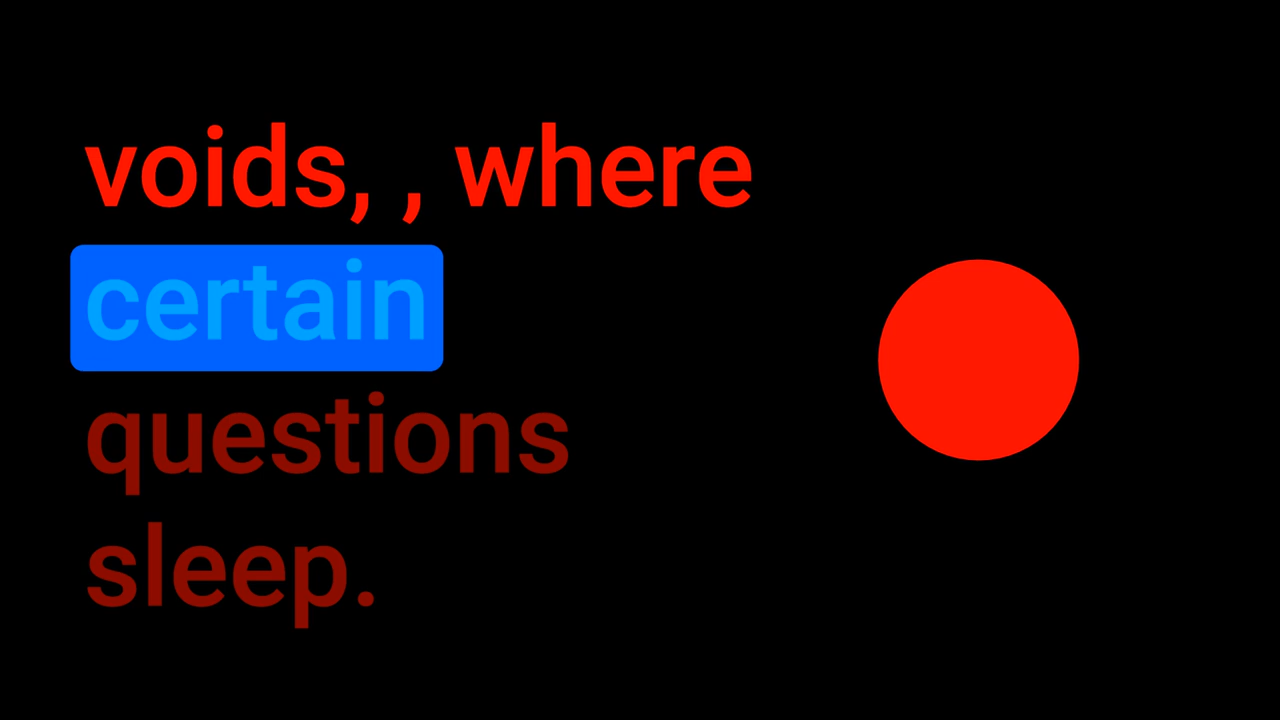 voids, , where
certain
questions
sleep.